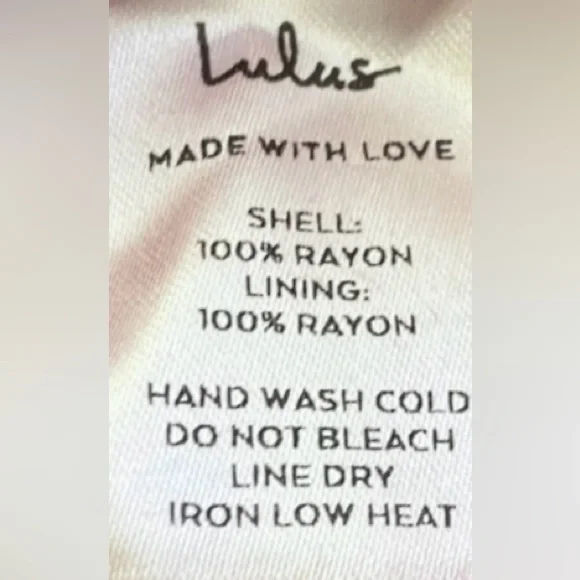 Lulus
MADE WITH LOVE
SHELL:
100% RAYON
LINING:
100% RAYON
HAND WASH COLD
DO NOT BLEACH
LINE DRY
IRON LOW HEAT